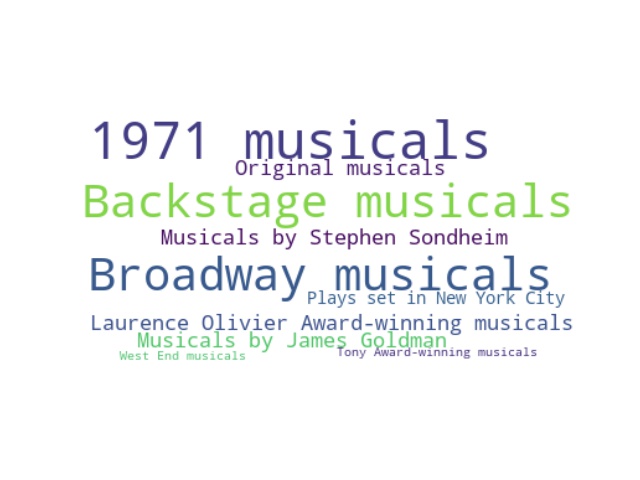 1971 musicals
Original musicals
Backstage musicals
Musicals by Stephen Sondheim
Broadway musicals
Plays set in New York City
Laurence Olivier Award-winning musicals
Musicals by James Goldman
Tony Award-winning musicals
West End musicals